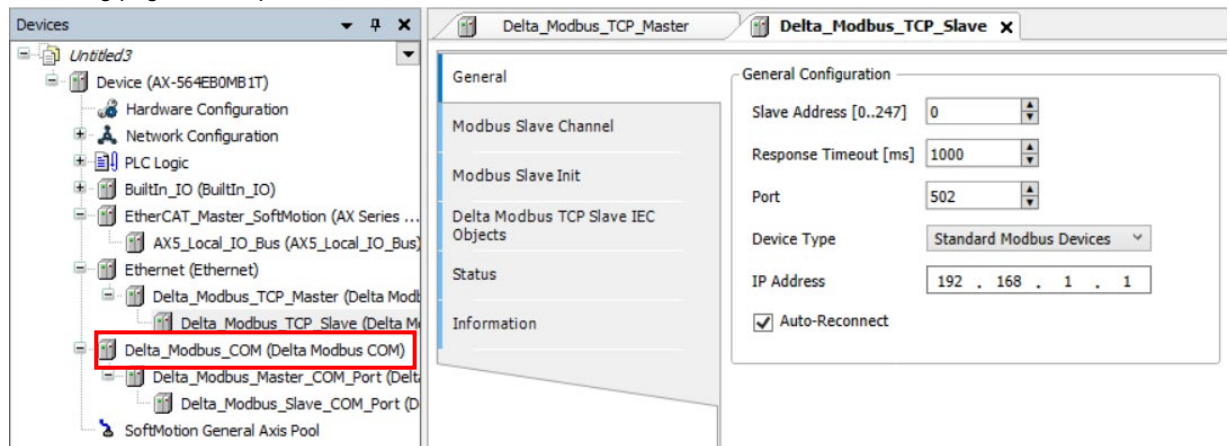 Devices
Untitled3
Device (AX-564EB0MB1T)
Hardware Configuration
Network Configuration
PLC Logic
BuiltIn_IO (BuiltIn_IO)
EtherCAT_Master_SoftMotion (AX Series ...
AX5_Local_IO_Bus (AX5_Local_IO_Bus)
Ethernet (Ethernet)
Delta_Modbus_TCP_Master (Delta Modb
Delta_Modbus_TCP_Slave (Delta M
Delta_Modbus_COM (Delta Modbus COM)
Delta_Modbus_Master_COM_Port (Delt
Delta_Modbus_Slave_COM_Port (D
SoftMotion General Axis Pool
Delta_Modbus_TCP_Master
Delta_Modbus_TCP_Slave
General
Modbus Slave Channel
Modbus Slave Init
Delta Modbus TCP Slave IEC
Objects
Status
Information
General Configuration
Slave Address [0..247] 0
Response Timeout [ms] 1000
Port 502
Device Type Standard Modbus Devices
IP Address 192 . 168 . 1 . 1
Auto-Reconnect